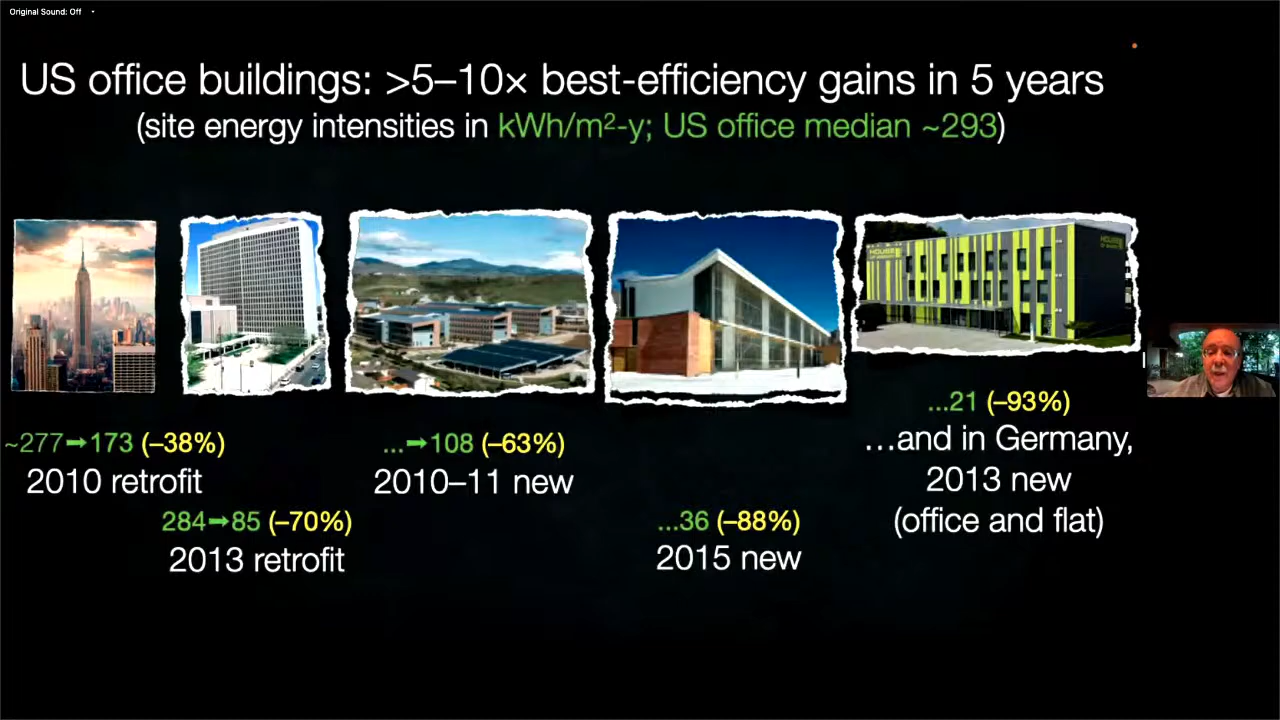 Original Sound: Off
US office buildings: >5–10× best-efficiency gains in 5 years
(site energy intensities in kWh/m²-y; US office median ~293)
~277➡173 (–38%)
2010 retrofit
284➡85 (–70%)
2013 retrofit
...➡108 (–63%)
2010–11 new
...36 (–88%)
2015 new
...21 (–93%)
...and in Germany,
2013 new
(office and flat)